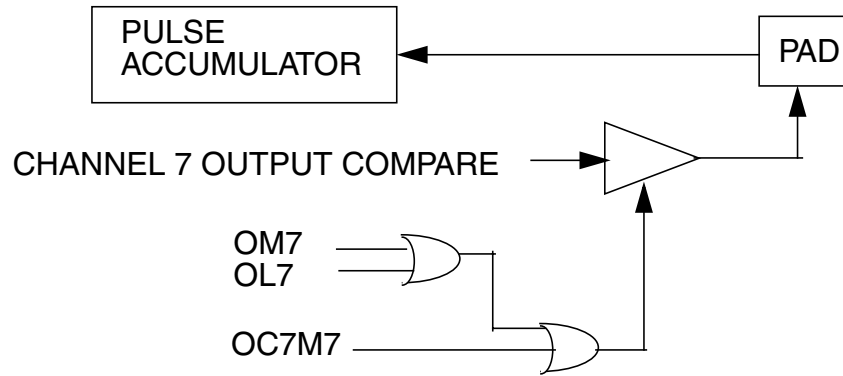 PULSE
ACCUMULATOR
PAD
CHANNEL 7 OUTPUT COMPARE
OM7
OL7
OC7M7